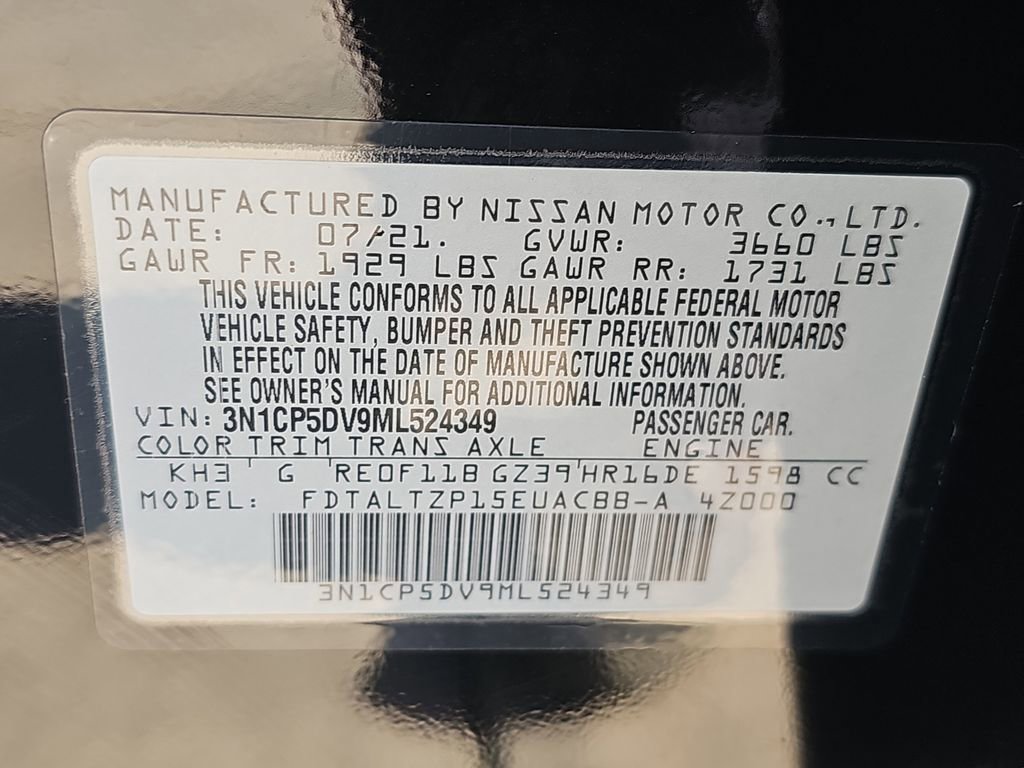 MANUFACTURED BY NISSAN MOTOR CO., LTD.
DATE: 07/21. GVWR: 3660 LBS
GAWR FR: 1929 LBS GAWR RR: 1731 LBS
THIS VEHICLE CONFORMS TO ALL APPLICABLE FEDERAL MOTOR
VEHICLE SAFETY, BUMPER AND THEFT PREVENTION STANDARDS
IN EFFECT ON THE DATE OF MANUFACTURE SHOWN ABOVE.
SEE OWNER'S MANUAL FOR ADDITIONAL INFORMATION.
VIN: 3N1CP5DV9ML524349 PASSENGER CAR.
COLOR TRIM TRANS AXLE ENGINE
KH3 G RE0F11B GZ39 HR16DE 1598 CC
MODEL: FDTALTZP15EUACBB-A 4Z000
3N1CP5DV9ML524349